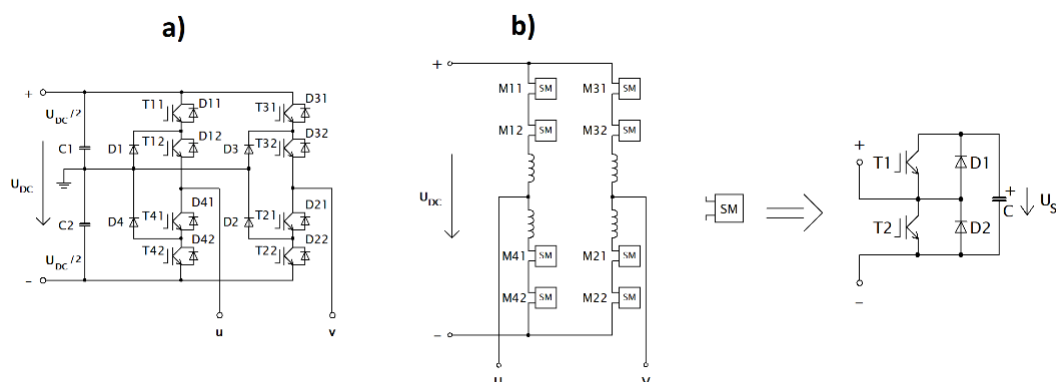 a)
b)
+
U_DC/2
T11
D11
T31
D31
T12
D12
T32
D32
C1
D1
D3
U_DC
C2
D4
D2
T41
D41
T21
D21
T42
D42
T22
D22
U_DC/2
-
u
v
+
M11
SM
M31
SM
M12
SM
M32
SM
U_DC
M41
SM
M21
SM
M42
SM
M22
SM
-
u
v
SM
+
T1
D1
+
C
U_S
T2
D2
-